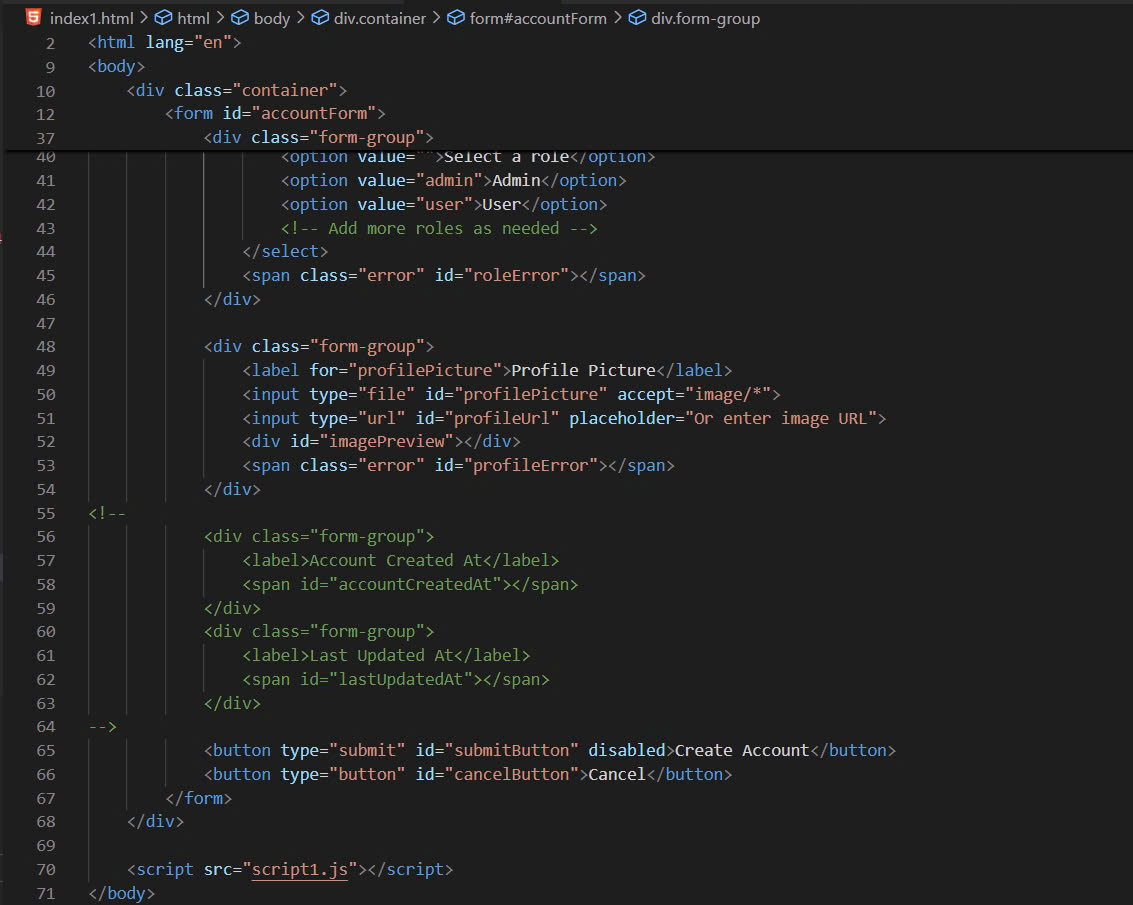 index1.html > html > body > div.container > form#accountForm > div.form-group
2 <html lang="en">
9 <body>
10 <div class="container">
12 <form id="accountForm">
37 <div class="form-group">
40 <option value="">Select a role</option>
41 <option value="admin">Admin</option>
42 <option value="user">User</option>
43 <!-- Add more roles as needed -->
44 </select>
45 <span class="error" id="roleError"></span>
46 </div>
47
48 <div class="form-group">
49 <label for="profilePicture">Profile Picture</label>
50 <input type="file" id="profilePicture" accept="image/*">
51 <input type="url" id="profileUrl" placeholder="Or enter image URL">
52 <div id="imagePreview"></div>
53 <span class="error" id="profileError"></span>
54 </div>
55 <!--
56 <div class="form-group">
57 <label>Account Created At</label>
58 <span id="accountCreatedAt"></span>
59 </div>
60 <div class="form-group">
61 <label>Last Updated At</label>
62 <span id="lastUpdatedAt"></span>
63 </div>
64 -->
65 <button type="submit" id="submitButton" disabled>Create Account</button>
66 <button type="button" id="cancelButton">Cancel</button>
67 </form>
68 </div>
69
70 <script src="script1.js"></script>
71 </body>